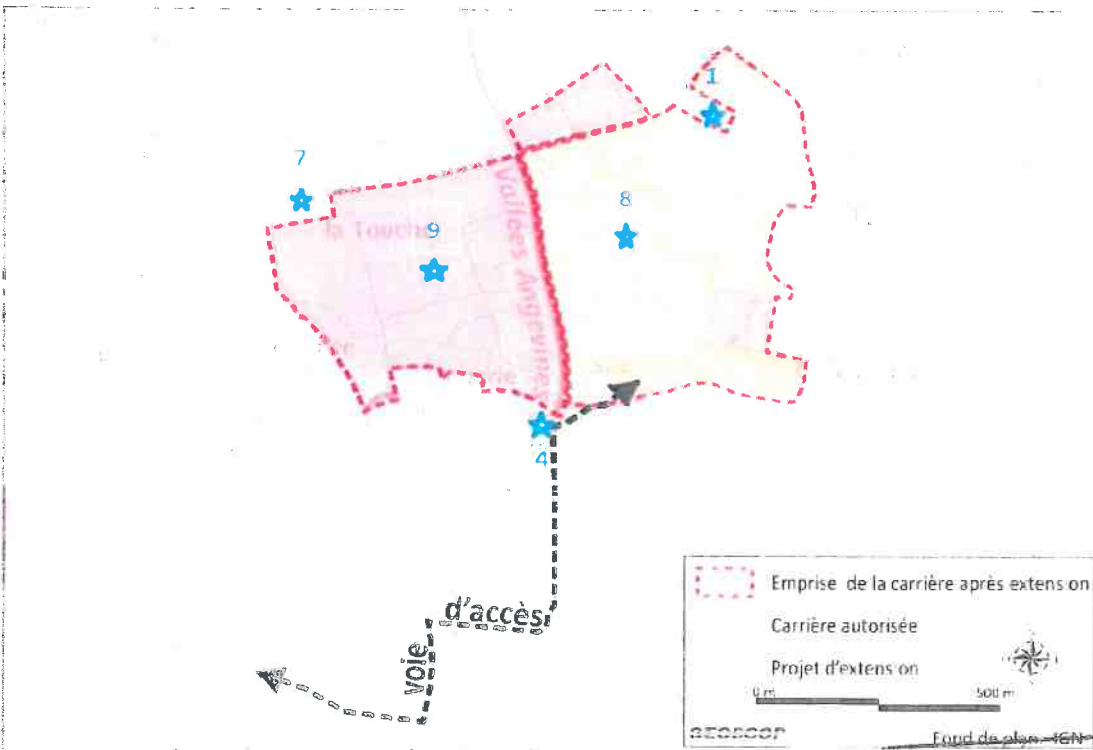 1
7
8
9
la Touche
Vallées Angevines
4
d'accès
voie
Emprise de la carrière après extens on
Carrière autorisée
Projet d'extens on
0 m 500 m
Fond de plan IGN